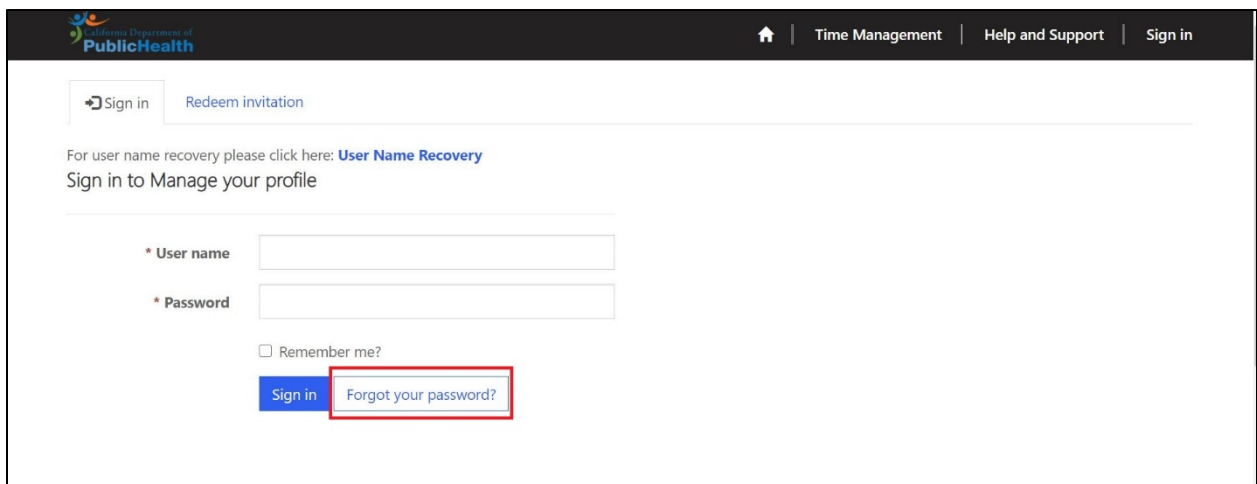 California Department of
PublicHealth
Time Management | Help and Support | Sign in
Sign in Redeem invitation
For user name recovery please click here: User Name Recovery
Sign in to Manage your profile
* User name
* Password
Remember me?
Sign in Forgot your password?